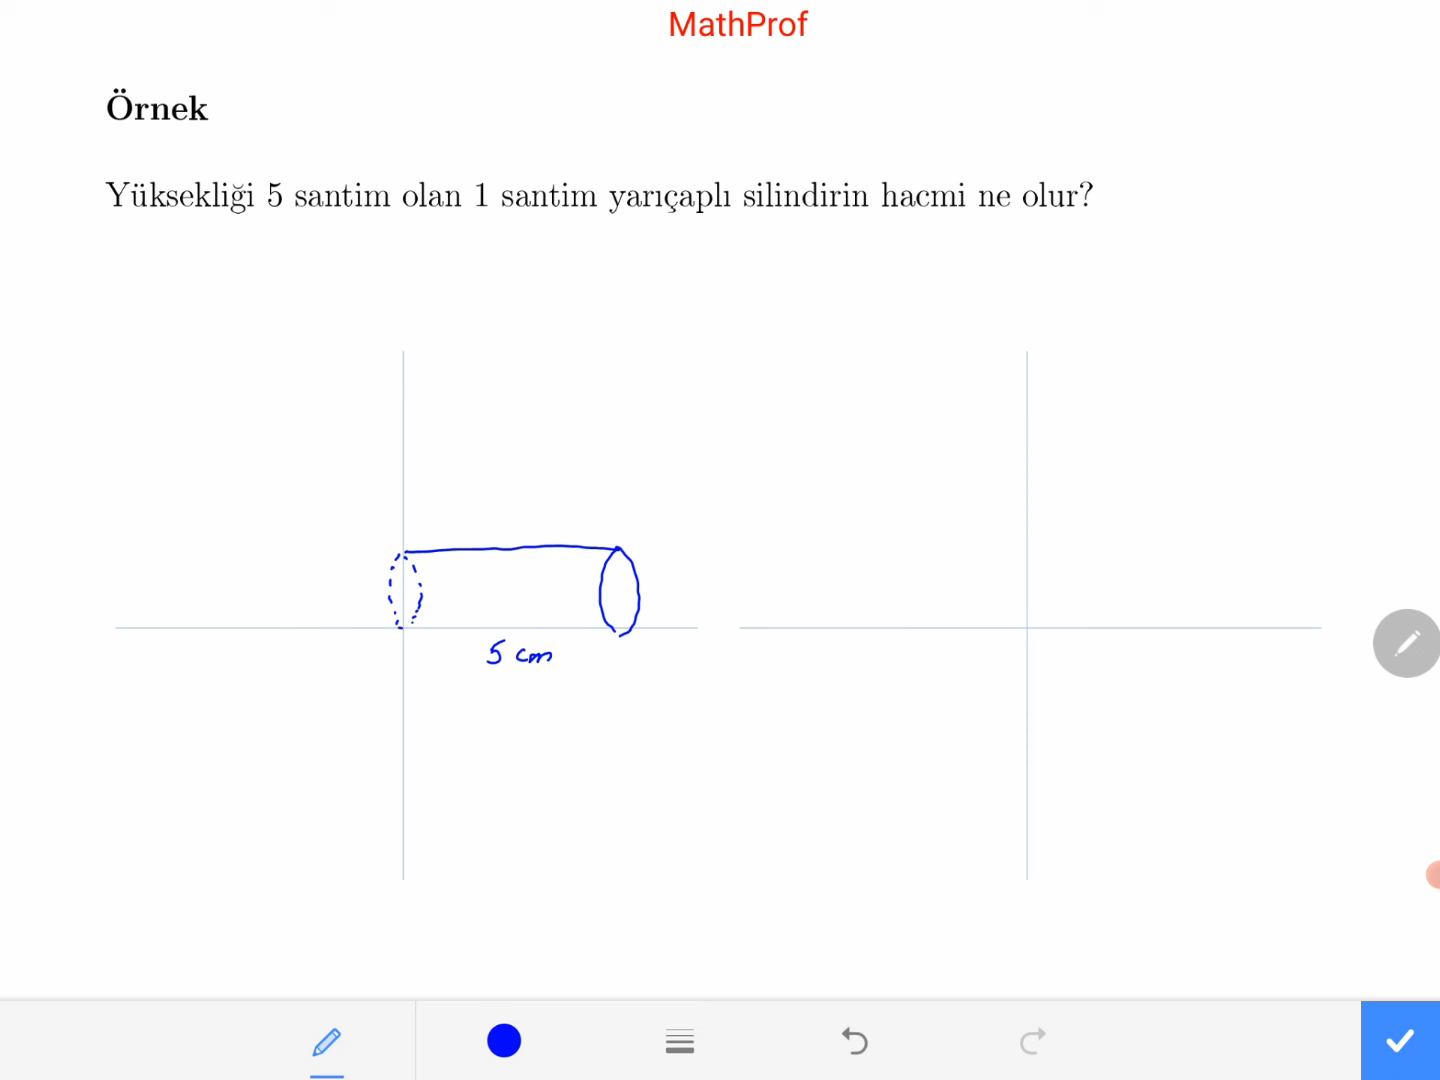 MathProf
Örnek
Yüksekliği 5 santim olan 1 santim yarıçaplı silindirin hacmi ne olur?
5 cm